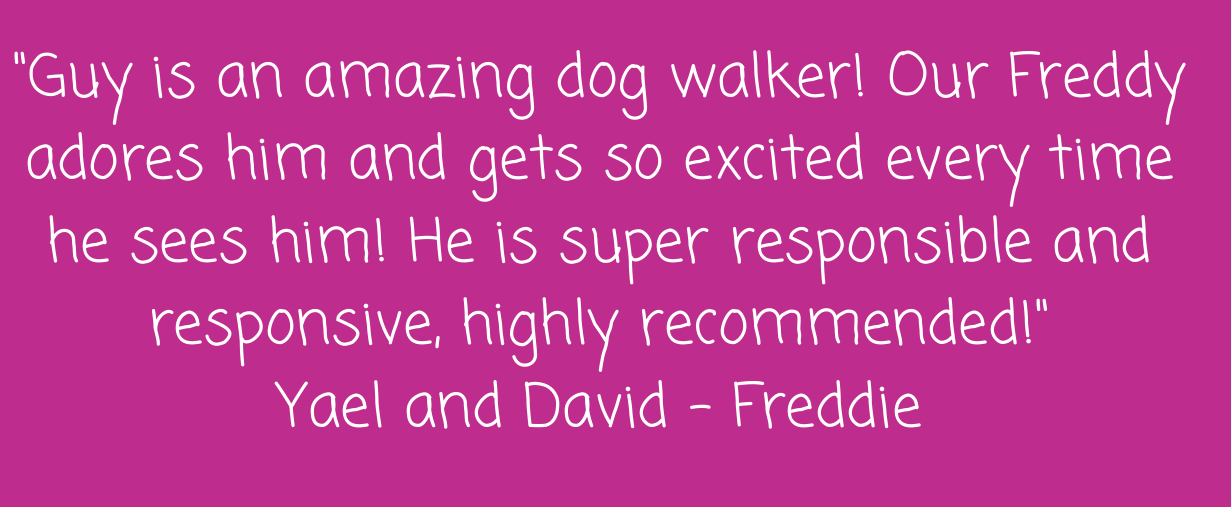 "Guy is an amazing dog walker! Our Freddy
adores him and gets so excited every time
he sees him! He is super responsible and
responsive, highly recommended!"
Yael and David - Freddie